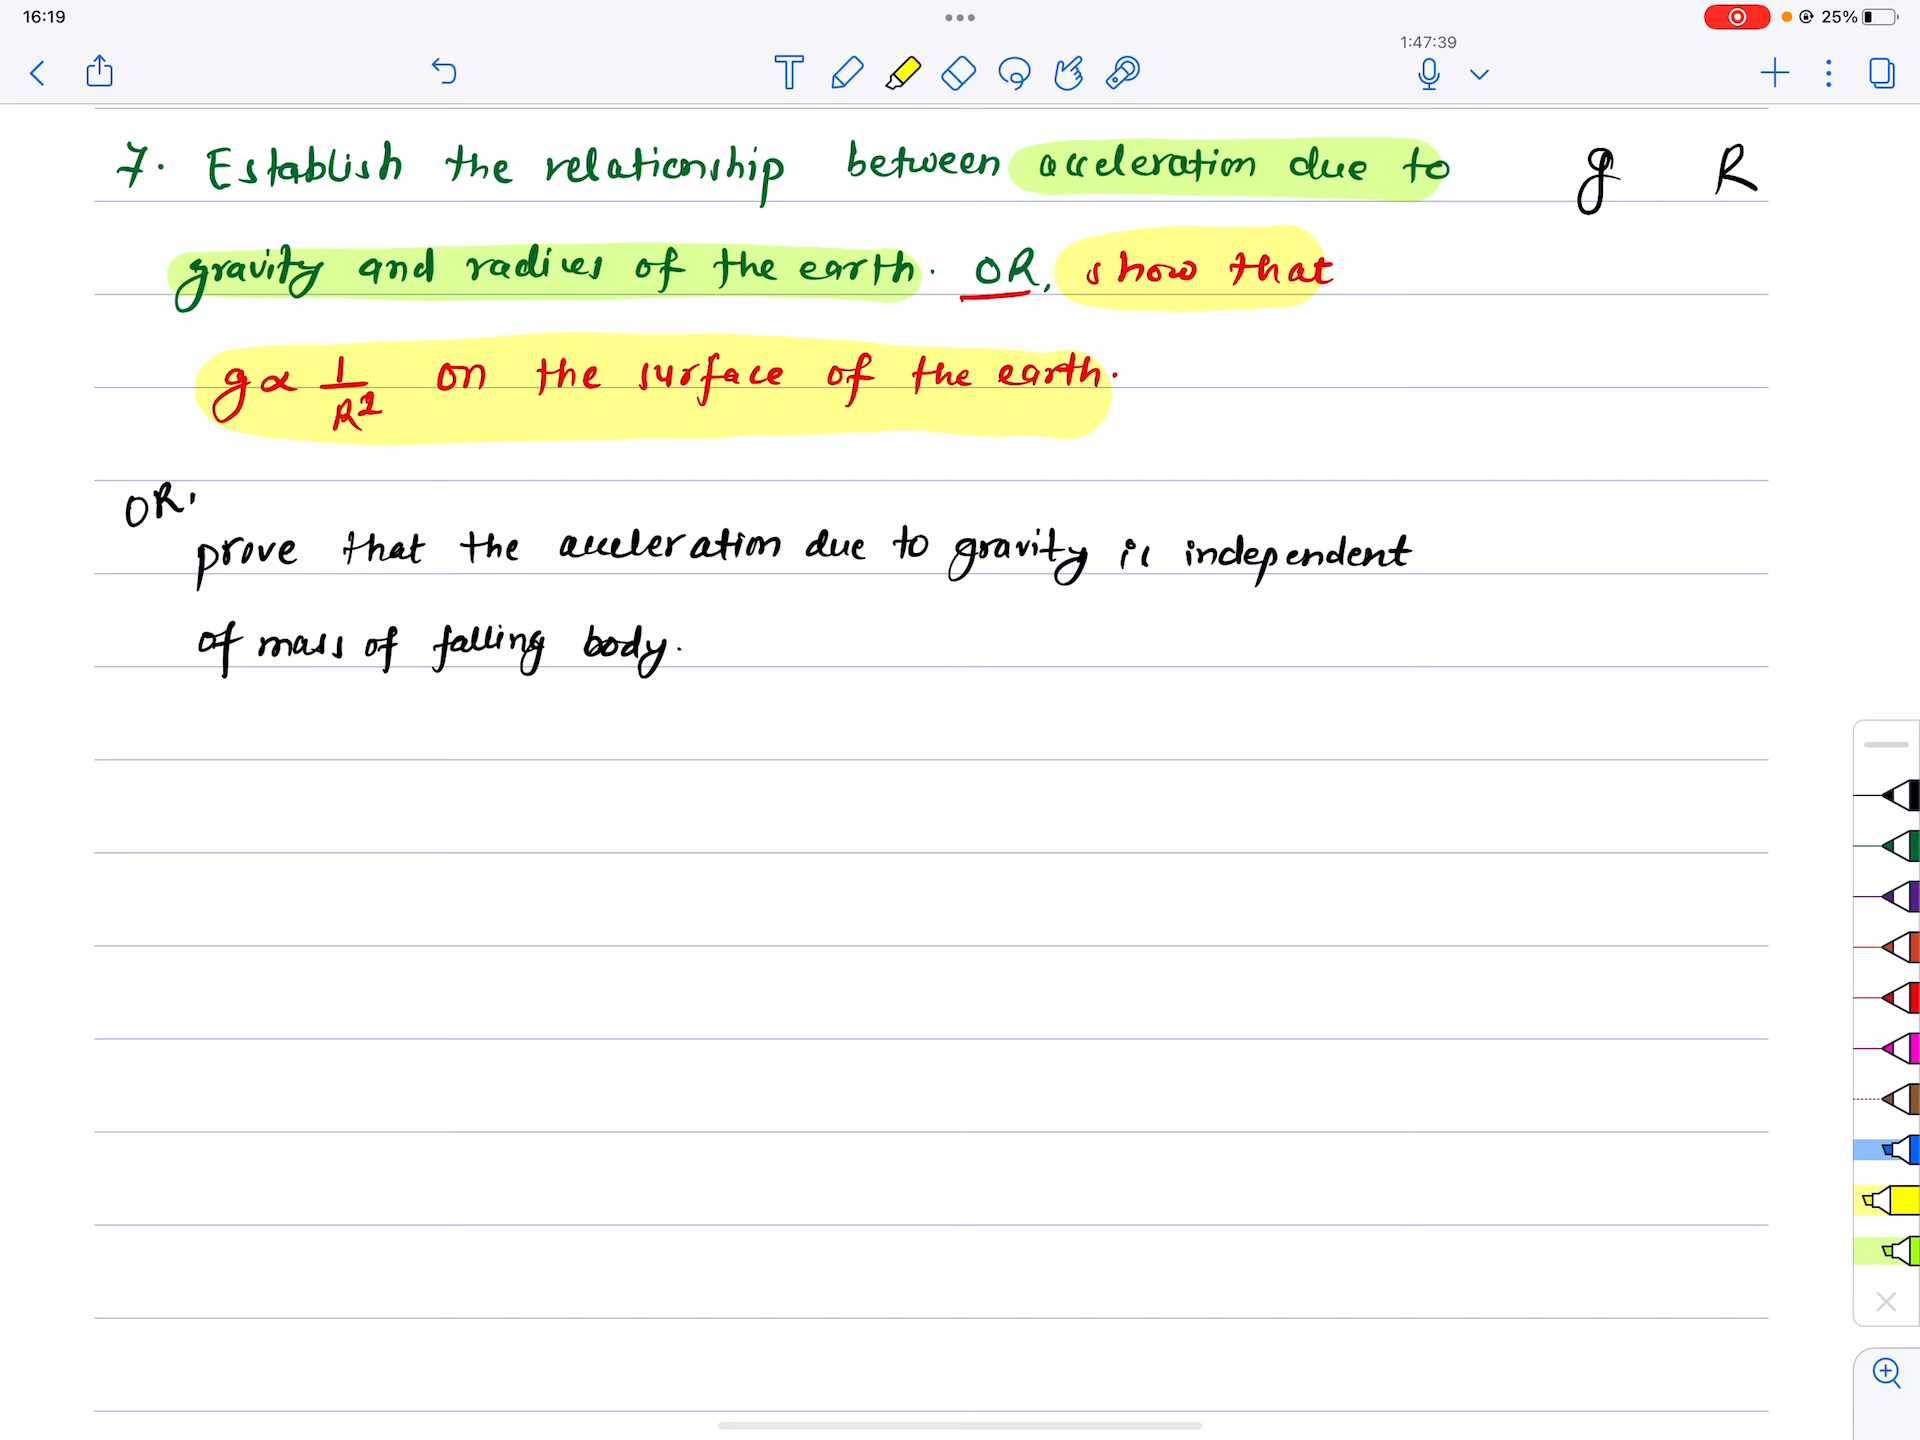 16:19
25%
1:47:39
7. Establish the relationship between acceleration due to g R
gravity and radius of the earth. OR, show that
g ∝ 1/R² on the surface of the earth.
OR,
prove that the acceleration due to gravity is independent
of mass of falling body.